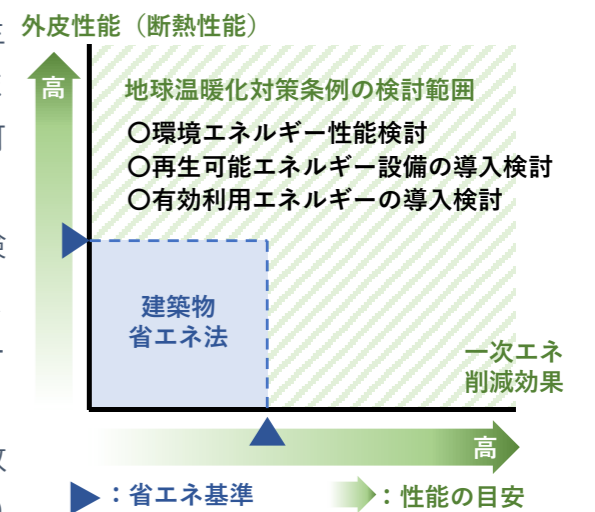 外皮性能（断熱性能）
高
地球温暖化対策条例の検討範囲
〇環境エネルギー性能検討
〇再生可能エネルギー設備の導入検討
〇有効利用エネルギーの導入検討
建築物
省エネ法
一次エネ
削減効果
高
：省エネ基準
：性能の目安